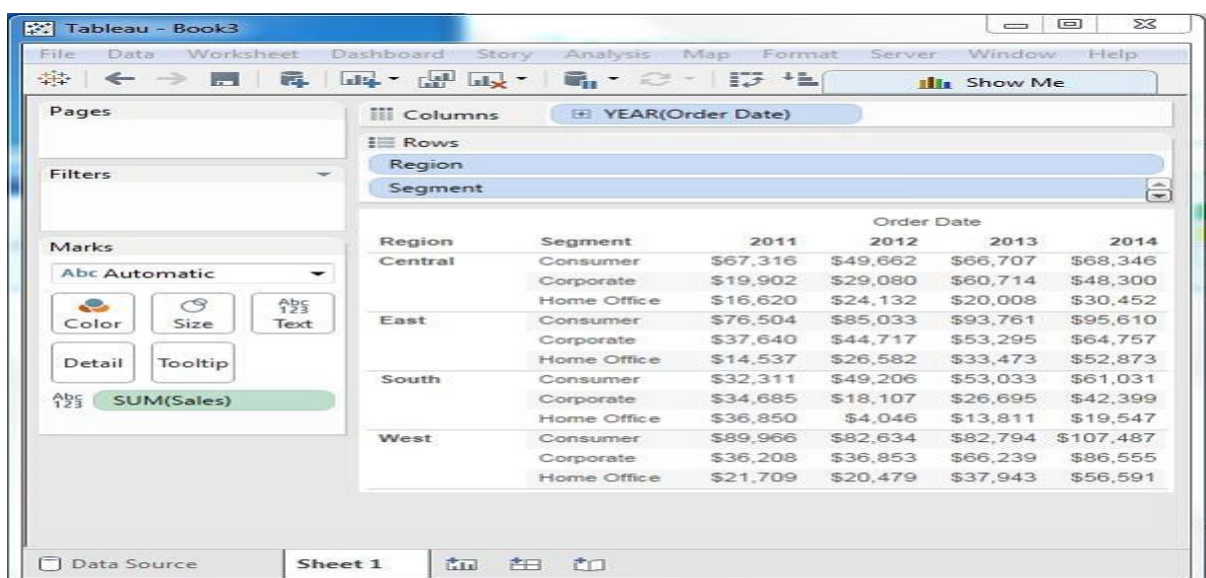 Tableau - Book3
File Data Worksheet Dashboard Story Analysis Map Format Server Window Help
Show Me
Pages
Columns YEAR(Order Date)
Rows
Region
Segment
Filters
Marks
Abc Automatic
Color Size Abc 123 Text
Detail Tooltip
Abc 123 SUM(Sales)
Order Date
Region Segment 2011 2012 2013 2014
Central Consumer $67,316 $49,662 $66,707 $68,346
Corporate $19,902 $29,080 $60,714 $48,300
Home Office $16,620 $24,132 $20,008 $30,452
East Consumer $76,504 $85,033 $93,761 $95,610
Corporate $37,640 $44,717 $53,295 $64,757
Home Office $14,537 $26,582 $33,473 $52,873
South Consumer $32,311 $49,206 $53,033 $61,031
Corporate $34,685 $18,107 $26,695 $42,399
Home Office $36,850 $4,046 $13,811 $19,547
West Consumer $89,966 $82,634 $82,794 $107,487
Corporate $36,208 $36,853 $66,239 $86,555
Home Office $21,709 $20,479 $37,943 $56,591
Data Source Sheet 1